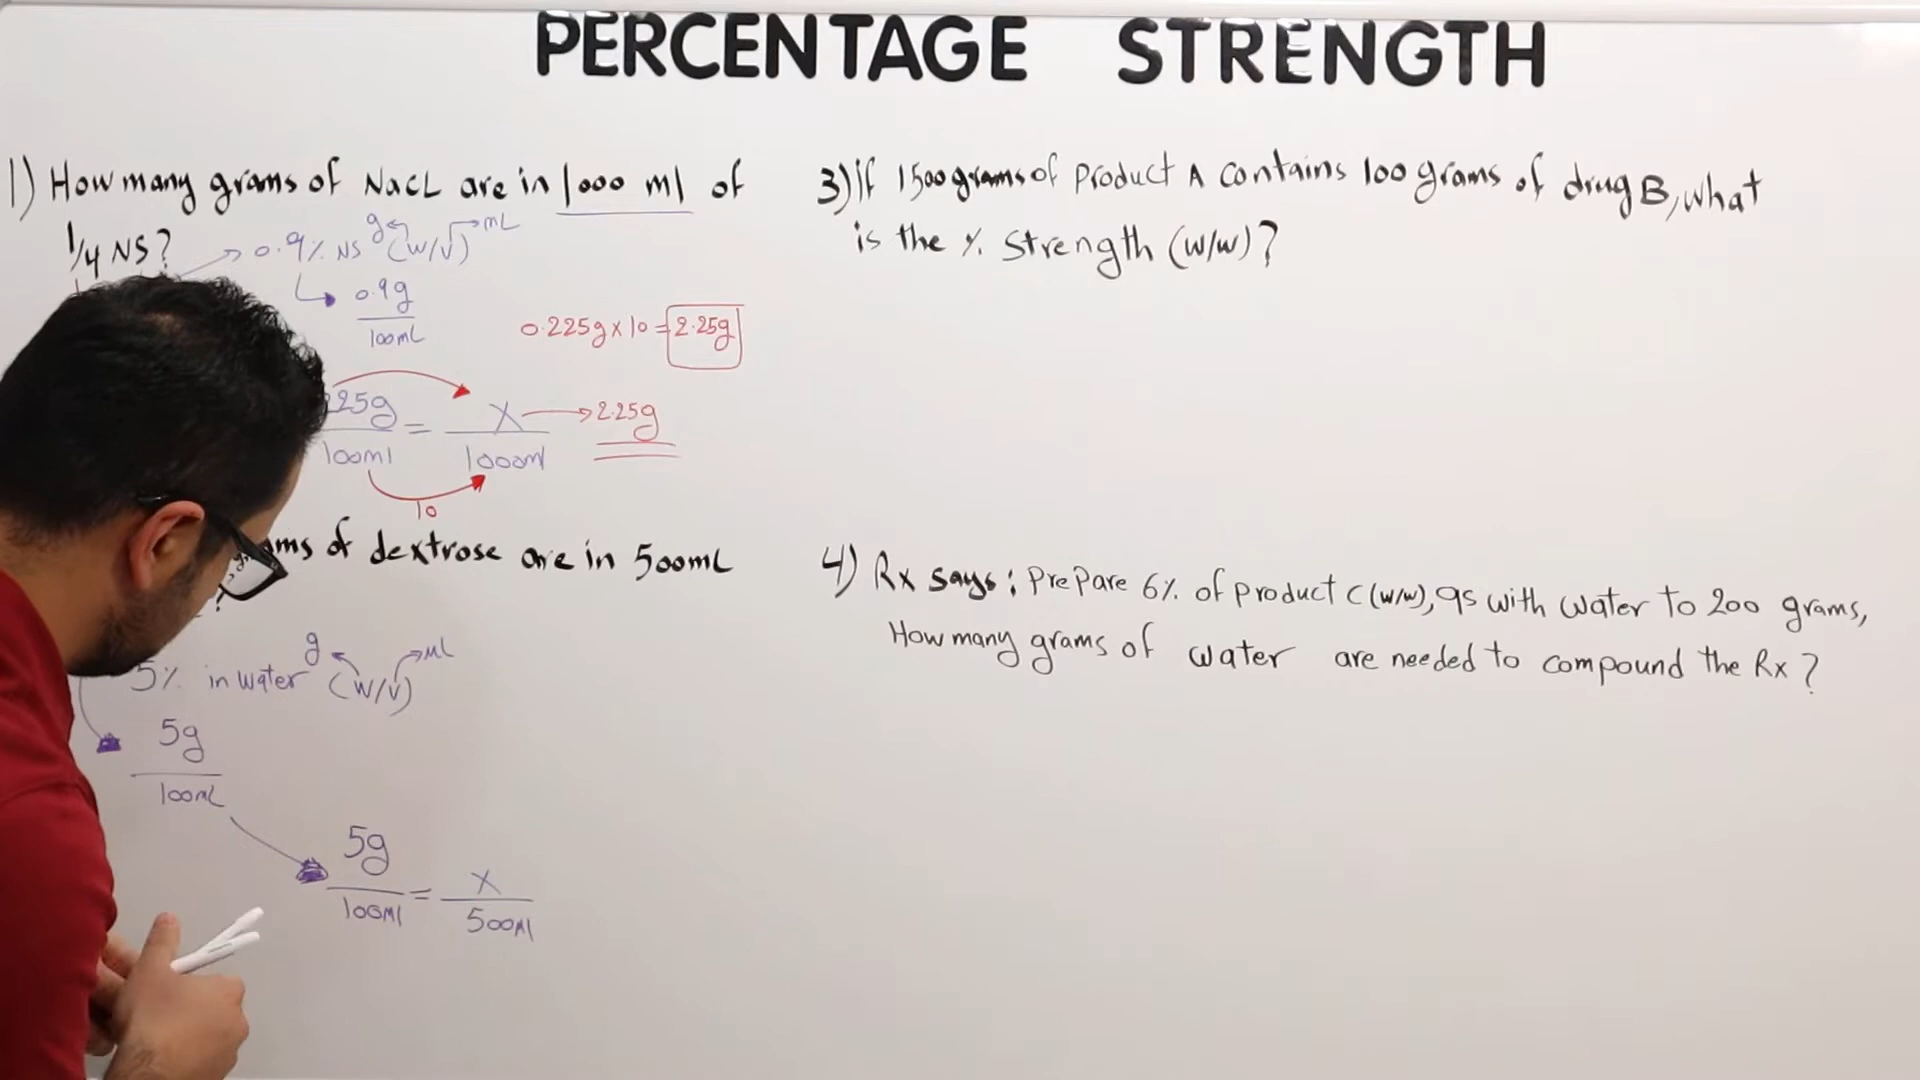 PERCENTAGE STRENGTH
1) How many grams of NaCL are in 1000 ml of
1/4 NS?
0.9% NS (W/V)
g
mL
0.9g
100mL
0.225g x 10 = 2.25g
25g = X 2.25g
100ml 1000ml
10
ms of dextrose are in 500mL
?
5% in water (W/V)
g
mL
5g
100mL
5g = X
100ml 500ml
3) if 1500 grams of Product A contains 100 grams of drug B, what
is the % Strength (w/w)?
4) Rx says: Prepare 6% of product C (w/w), qs with water to 200 grams,
How many grams of water are needed to compound the Rx?